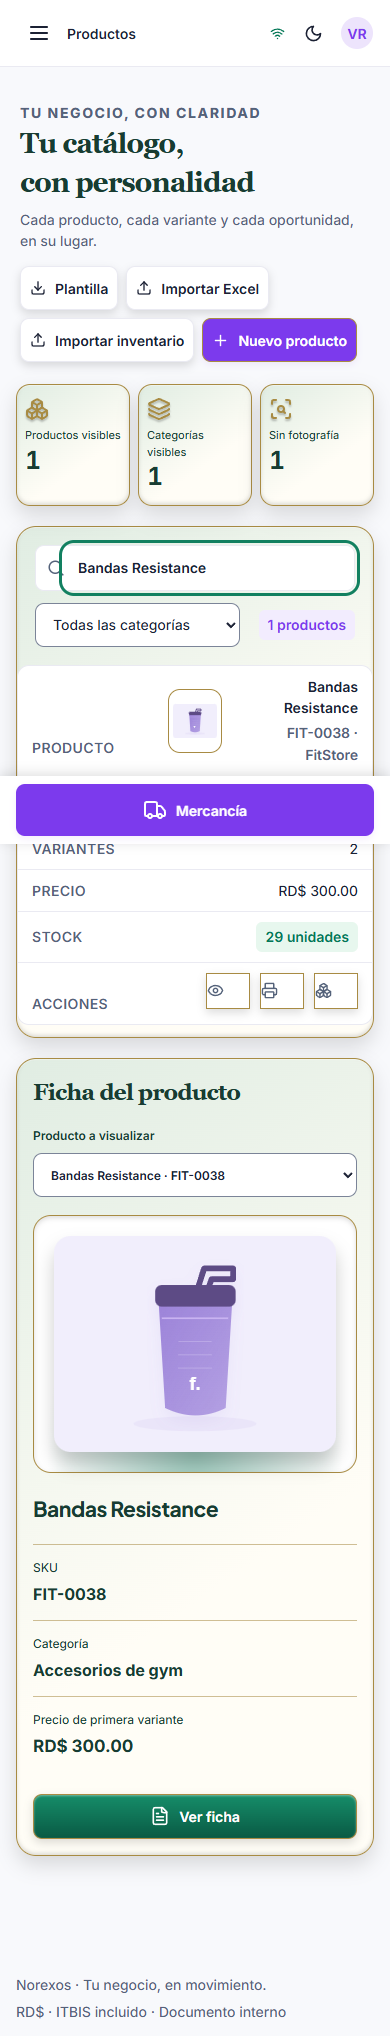 Productos
VR
TU NEGOCIO, CON CLARIDAD
Tu catálogo,
con personalidad
Cada producto, cada variante y cada oportunidad,
en su lugar.
Plantilla
Importar Excel
Importar inventario
Nuevo producto
Productos visibles
1
Categorías
visibles
1
Sin fotografía
1
Bandas Resistance
Todas las categorías
1 productos
PRODUCTO
Bandas
Resistance
FIT-0038 ·
FitStore
Mercancía
VARIANTES
2
PRECIO
RD$ 300.00
STOCK
29 unidades
ACCIONES
Ficha del producto
Producto a visualizar
Bandas Resistance · FIT-0038
f.
Bandas Resistance
SKU
FIT-0038
Categoría
Accesorios de gym
Precio de primera variante
RD$ 300.00
Ver ficha
Norexos · Tu negocio, en movimiento.
RD$ · ITBIS incluido · Documento interno